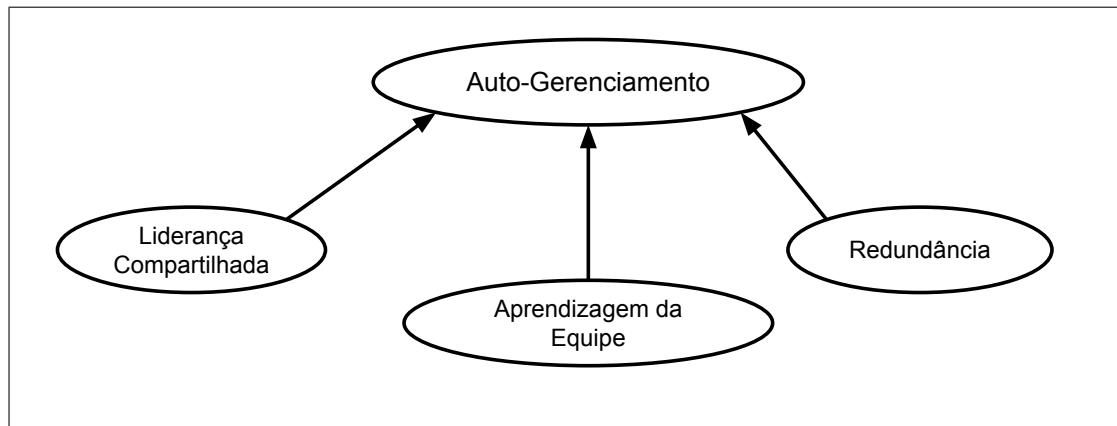 Auto-Gerenciamento
Liderança
Compartilhada
Redundância
Aprendizagem da
Equipe